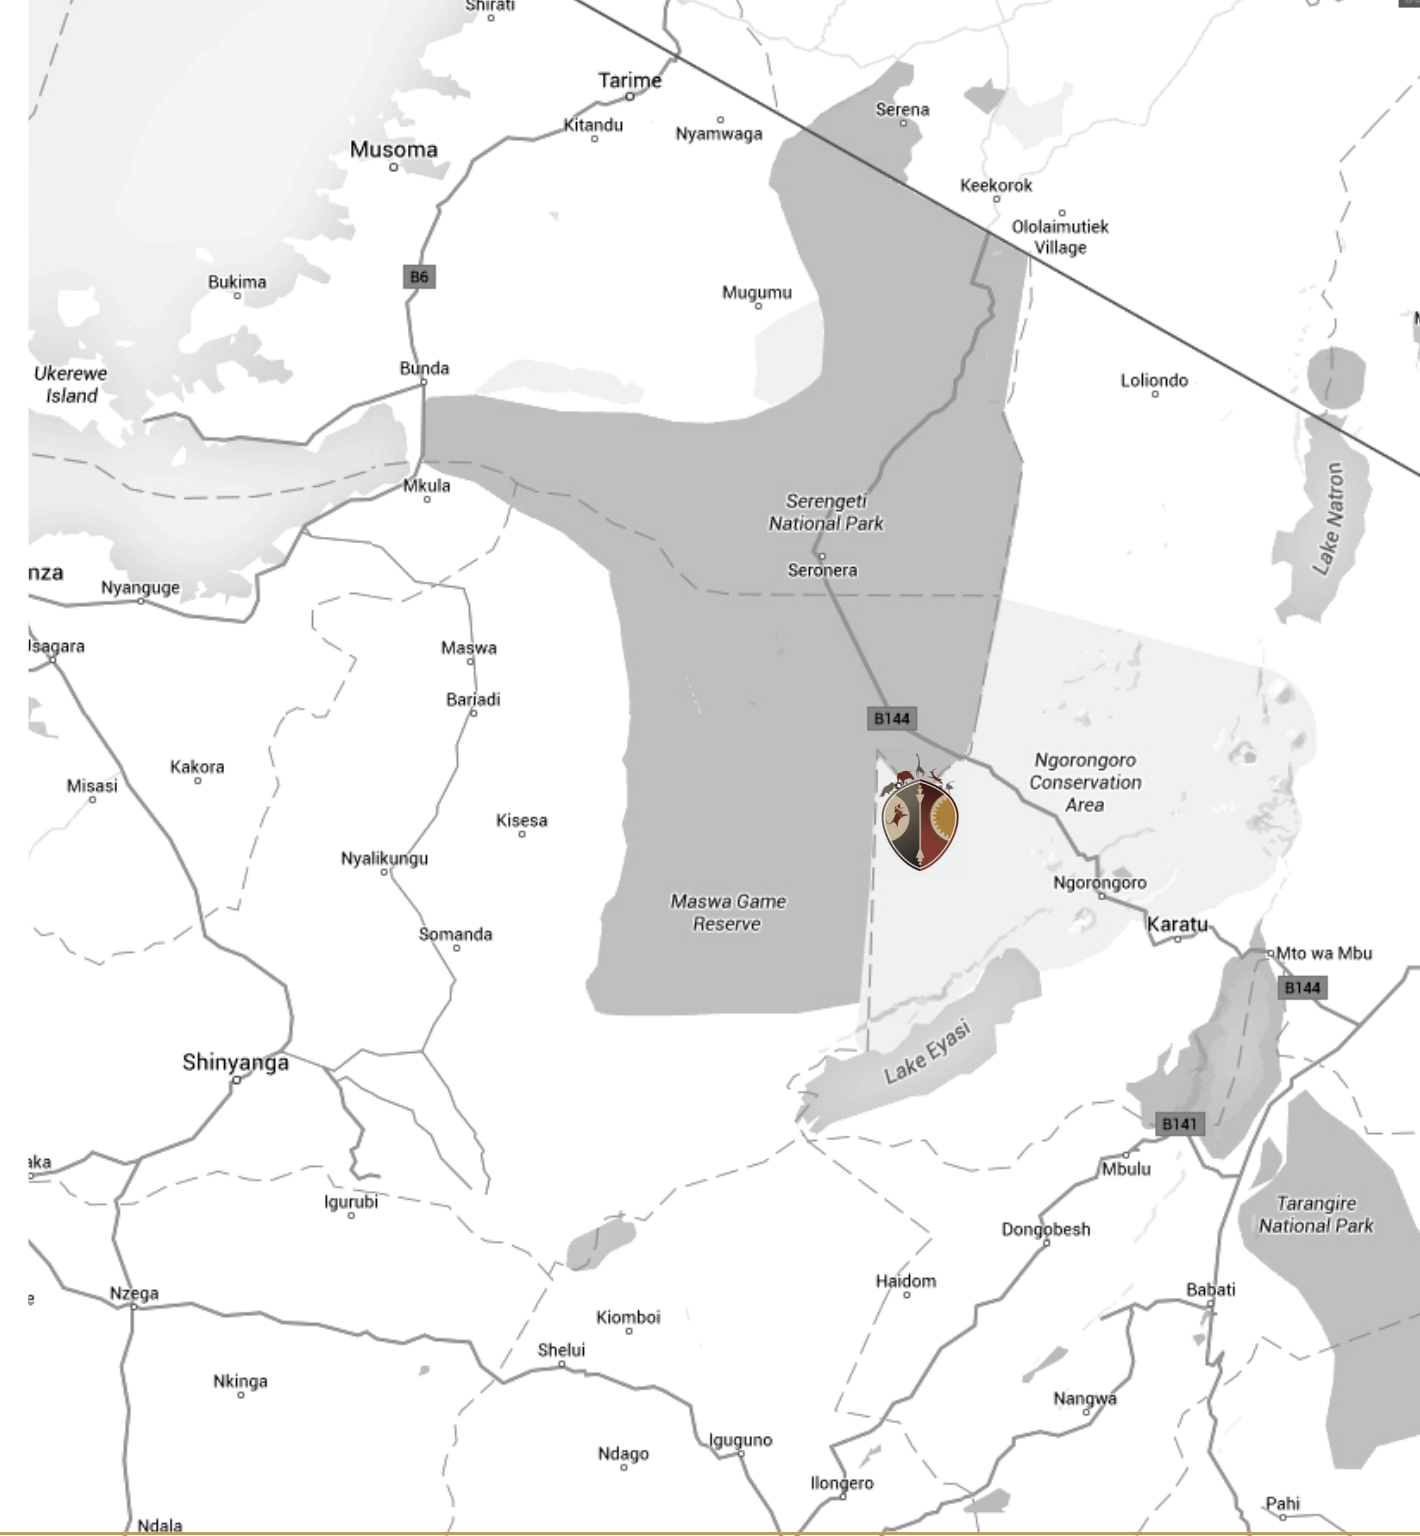 Shirati
Tarime
Serena
Kitandu
Nyamwaga
Musoma
Keekorok
Ololaimutiek
Village
B6
Bukima
Mugumu
Bunda
Ukerewe
Island
Loliondo
Mkula
Serengeti
National Park
Lake Natron
Seronera
nza
Nyanguge
Usagara
Maswa
Bariadi
B144
Kakora
Misasi
Ngorongoro
Conservation
Area
Kisesa
Nyalikungu
Ngorongoro
Maswa Game
Reserve
Karatu
Somanda
Mto wa Mbu
B144
Lake Eyasi
Shinyanga
B141
aka
Mbulu
Igurubi
Tarangire
National Park
Dongobesh
Haidom
Babati
Nzega
e
Kiomboi
Shelui
Nkinga
Nangwa
Iguguno
Ndago
Ilongero
Pahi
Ndala